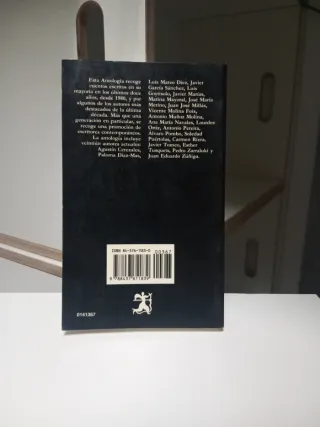 Esta Antología recoge
cuentos escritos en su
mayoría en los últimos doce
años, desde 1980, y por
algunos de los autores más
destacados de la última
década. Más que una
generación en particular, se
recoge una promoción de
escritores contemporáneos.
La antología incluye
veintiún autores actuales:
Agustín Cerezales,
Paloma Díaz-Mas,
Luis Mateo Díez, Javier
García Sánchez, Luis
Goytisolo, Javier Marías,
Marina Mayoral, José María
Merino, Juan José Millás,
Vicente Molina Foix,
Antonio Muñoz Molina,
Ana María Navales, Lourdes
Ortiz, Antonio Pereira,
Álvaro Pombo, Soledad
Puértolas, Carmen Riera,
Javier Tomeo, Esther
Tusquets, Pedro Zarraluki y
Juan Eduardo Zúñiga.
00367
0141367